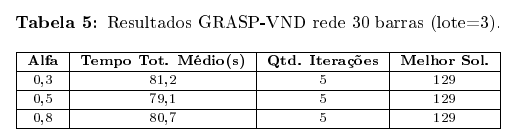 Tabela 5: Resultados GRASP-VND rede 30 barras (lote=3).
Alfa Tempo Tot. Médio(s) Qtd. Iterações Melhor Sol.
0,3 81,2 5 129
0,5 79,1 5 129
0,8 80,7 5 129